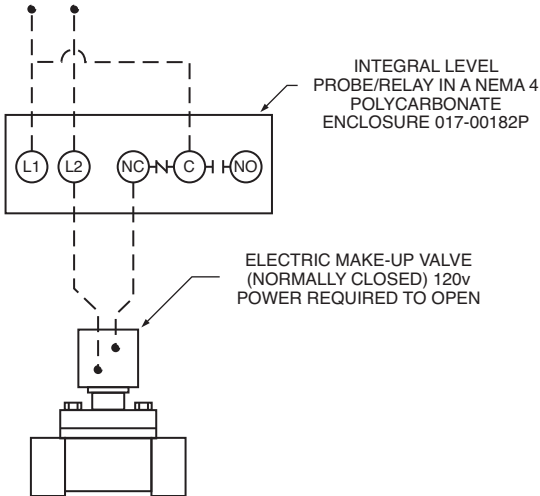 INTEGRAL LEVEL
PROBE/RELAY IN A NEMA 4
POLYCARBONATE
ENCLOSURE 017-00182P
L1 L2 NC C NO
ELECTRIC MAKE-UP VALVE
(NORMALLY CLOSED) 120v
POWER REQUIRED TO OPEN